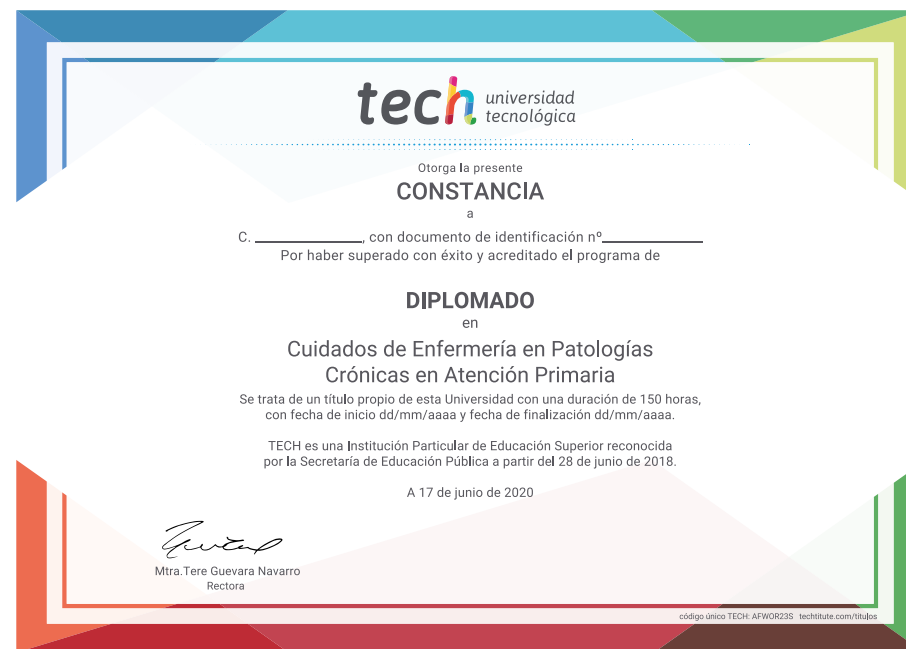 tech universidad
tecnológica
Otorga la presente
CONSTANCIA
a
C. ____________, con documento de identificación nº____________
Por haber superado con éxito y acreditado el programa de
DIPLOMADO
en
Cuidados de Enfermería en Patologías
Crónicas en Atención Primaria
Se trata de un título propio de esta Universidad con una duración de 150 horas,
con fecha de inicio dd/mm/aaaa y fecha de finalización dd/mm/aaaa.
TECH es una Institución Particular de Educación Superior reconocida
por la Secretaría de Educación Pública a partir del 28 de junio de 2018.
A 17 de junio de 2020
Mtra.Tere Guevara Navarro
Rectora
código único TECH: AFWOR23S techtitute.com/titulos